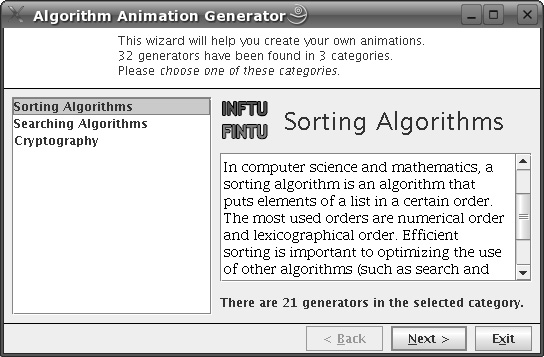 Algorithm Animation Generator
This wizard will help you create your own animations.
32 generators have been found in 3 categories.
Please choose one of these categories.
Sorting Algorithms
Searching Algorithms
Cryptography
INFTU
FINTU
Sorting Algorithms
In computer science and mathematics, a
sorting algorithm is an algorithm that
puts elements of a list in a certain order.
The most used orders are numerical order
and lexicographical order. Efficient
sorting is important to optimizing the use
of other algorithms (such as search and
There are 21 generators in the selected category.
< Back
Next >
Exit